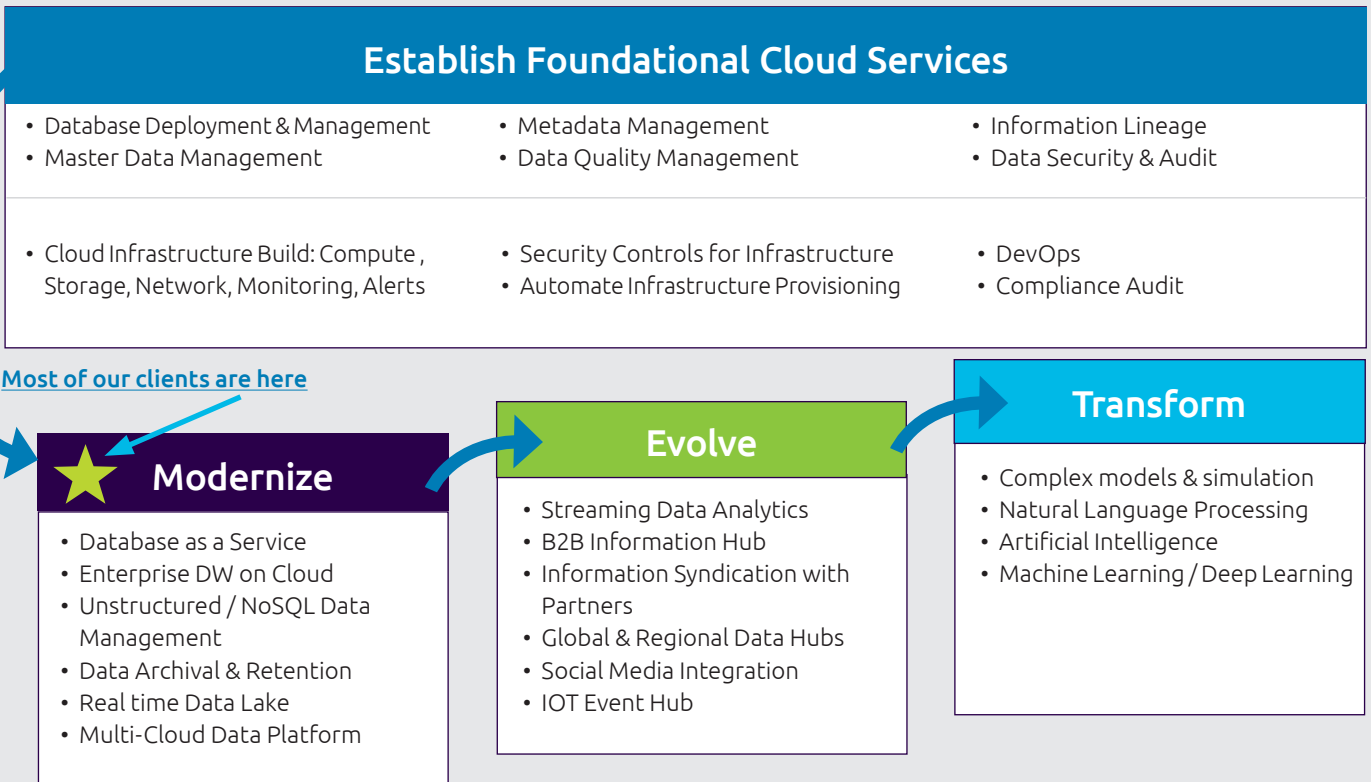 Establish Foundational Cloud Services
• Database Deployment & Management
• Master Data Management
• Metadata Management
• Data Quality Management
• Information Lineage
• Data Security & Audit
• Cloud Infrastructure Build: Compute ,
Storage, Network, Monitoring, Alerts
• Security Controls for Infrastructure
• Automate Infrastructure Provisioning
• DevOps
• Compliance Audit
Most of our clients are here
Modernize
• Database as a Service
• Enterprise DW on Cloud
• Unstructured / NoSQL Data
Management
• Data Archival & Retention
• Real time Data Lake
• Multi-Cloud Data Platform
Evolve
• Streaming Data Analytics
• B2B Information Hub
• Information Syndication with
Partners
• Global & Regional Data Hubs
• Social Media Integration
• IOT Event Hub
Transform
• Complex models & simulation
• Natural Language Processing
• Artificial Intelligence
• Machine Learning / Deep Learning